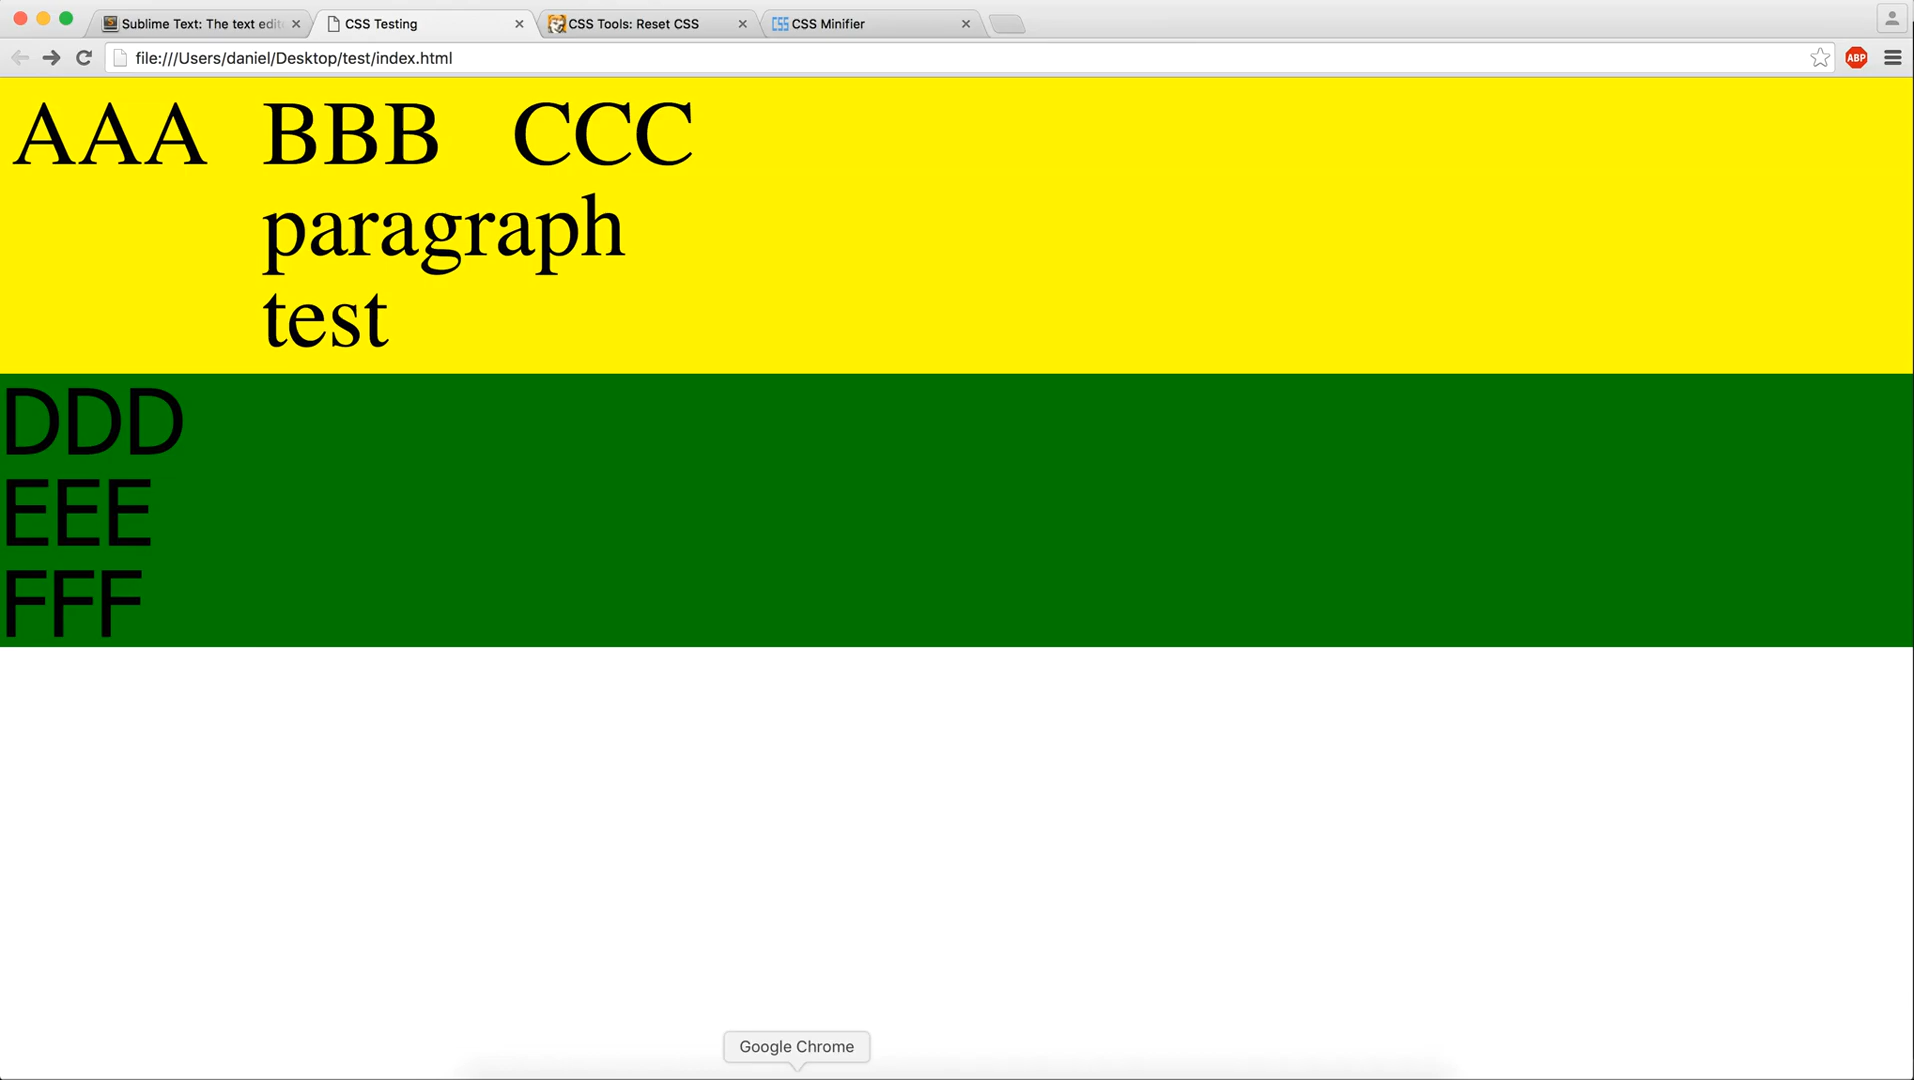 Sublime Text: The text edit
CSS Testing
CSS Tools: Reset CSS
CSS CSS Minifier
file:///Users/daniel/Desktop/test/index.html
ABP
AAA BBB CCC
paragraph
test
DDD
EEE
FFF
Google Chrome